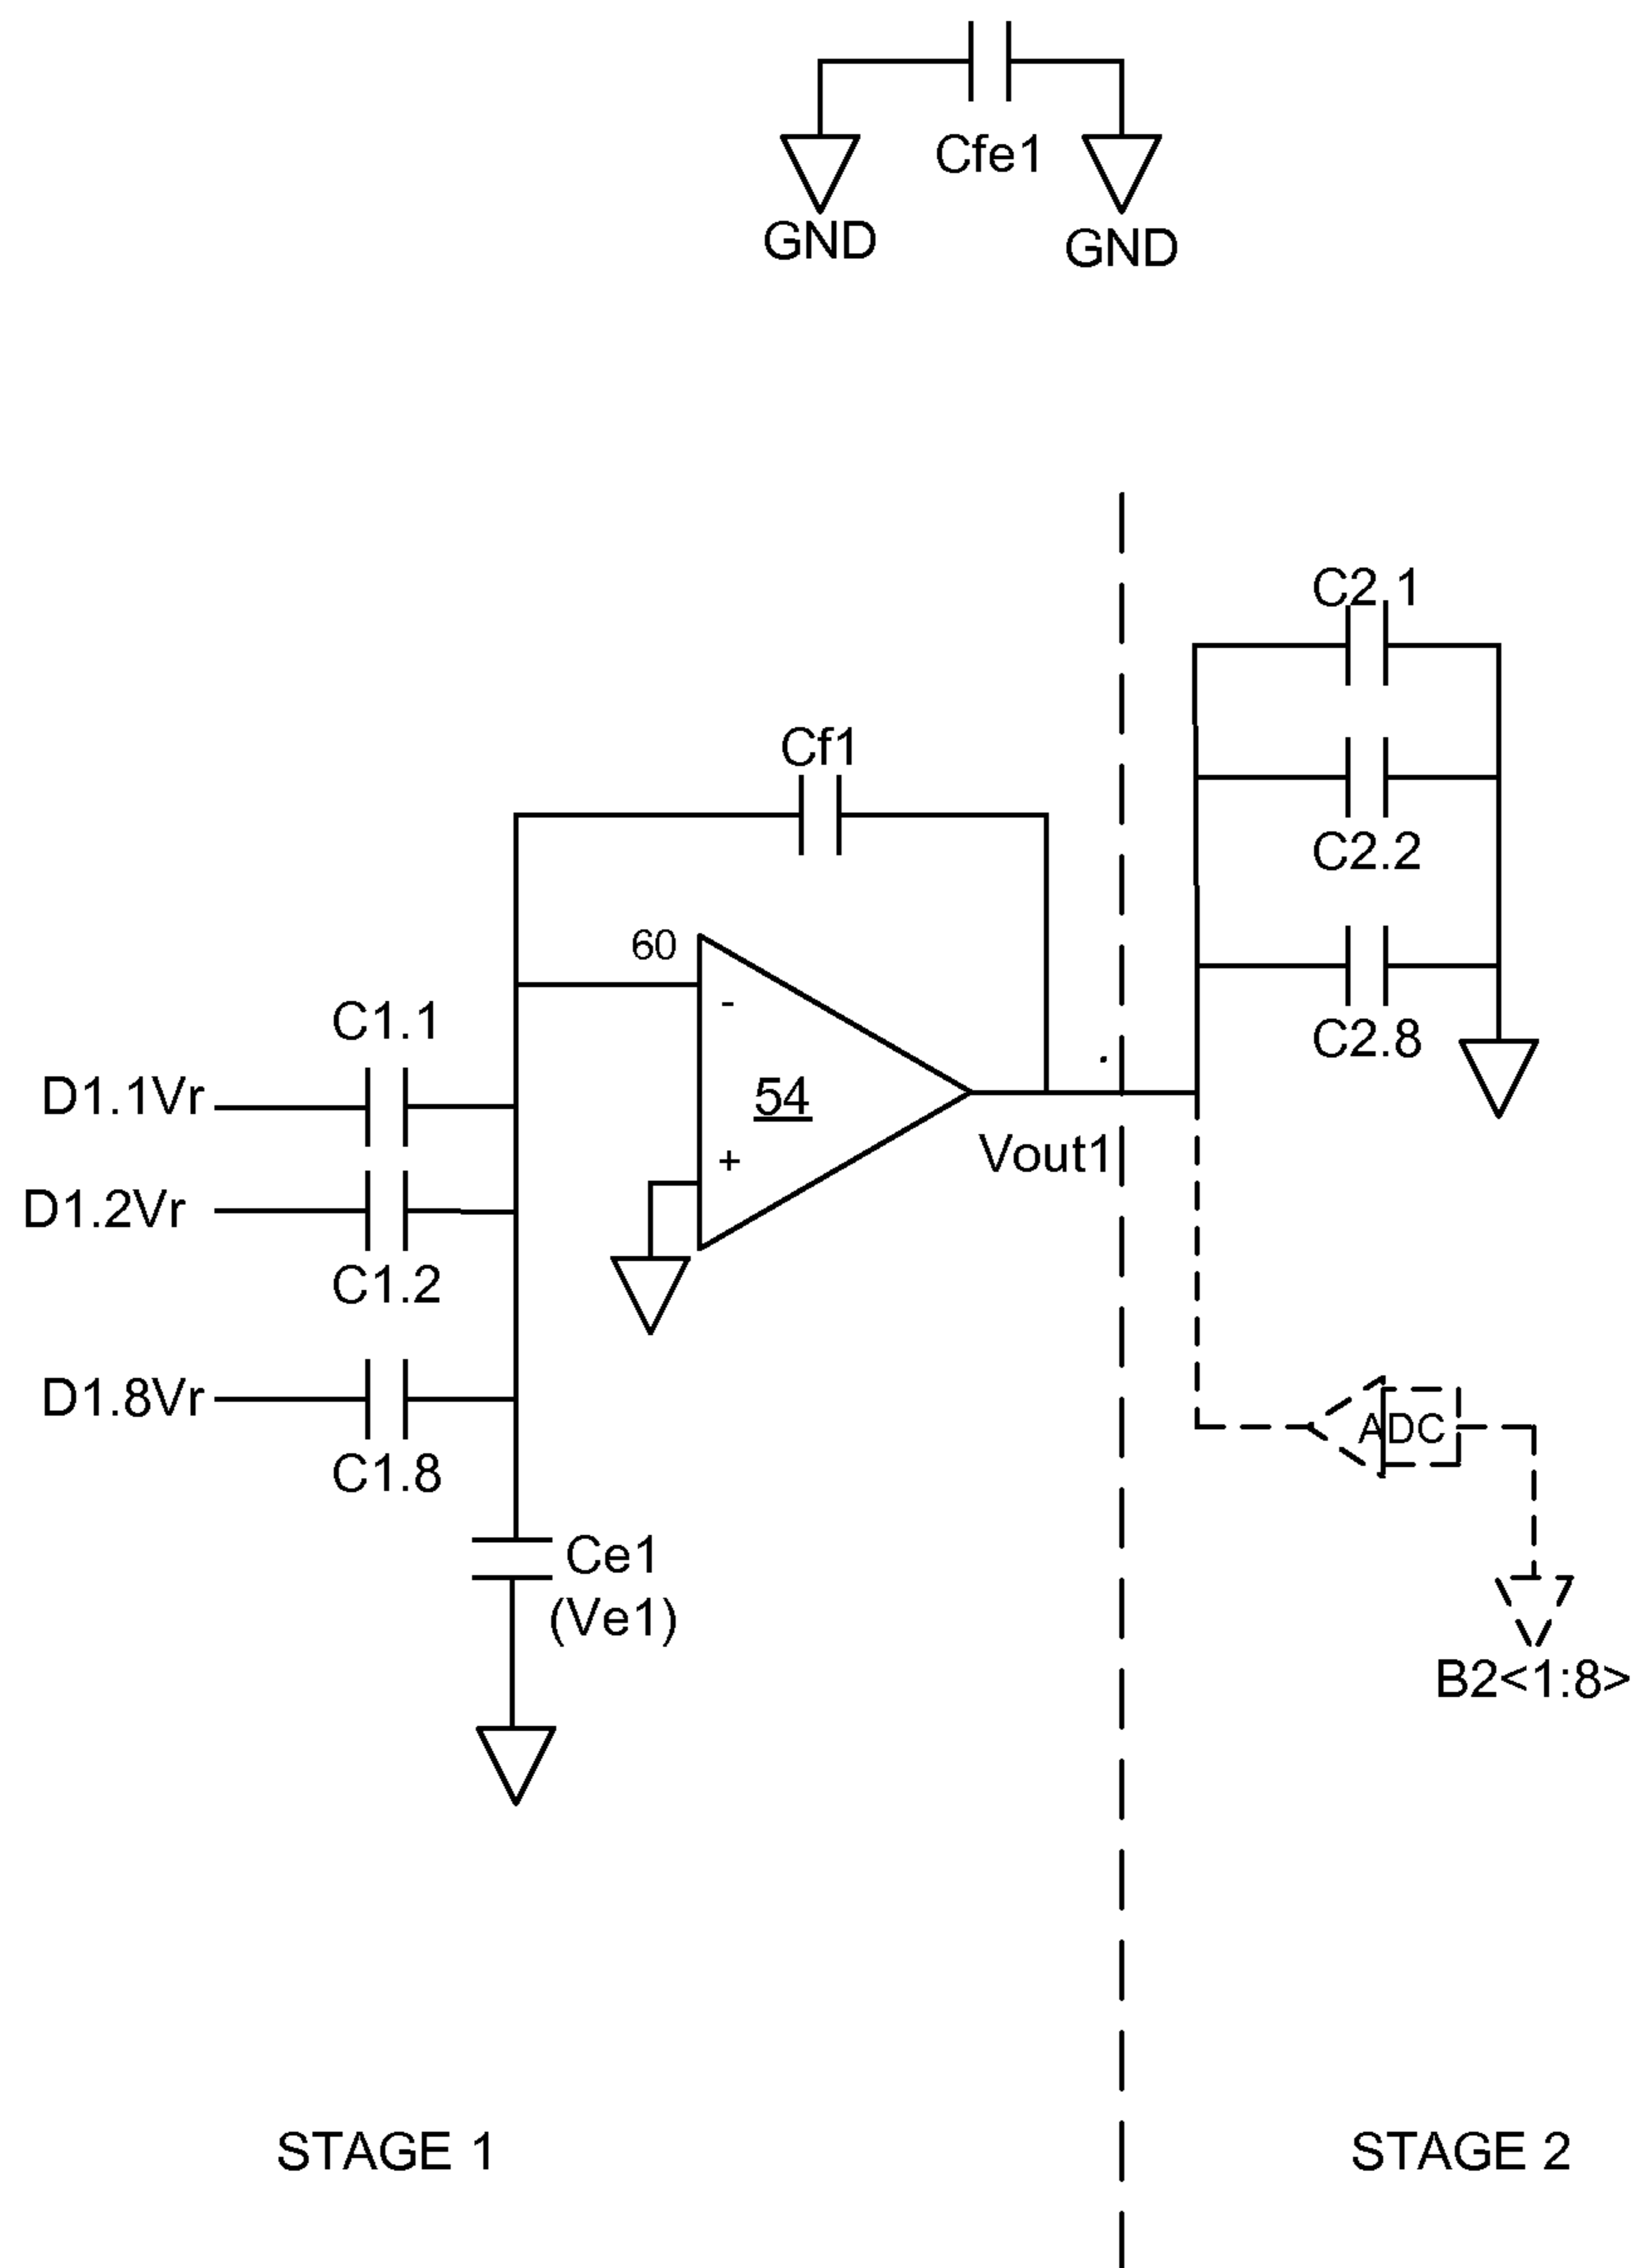 Cfe1
GND
GND
C2.1
Cf1
C2.2
60
-
C1.1
C2.8
D1.1Vr
54
+
Vout1
D1.2Vr
C1.2
D1.8Vr
ADC
C1.8
Ce1
(Ve1)
B2<1:8>
STAGE 1
STAGE 2